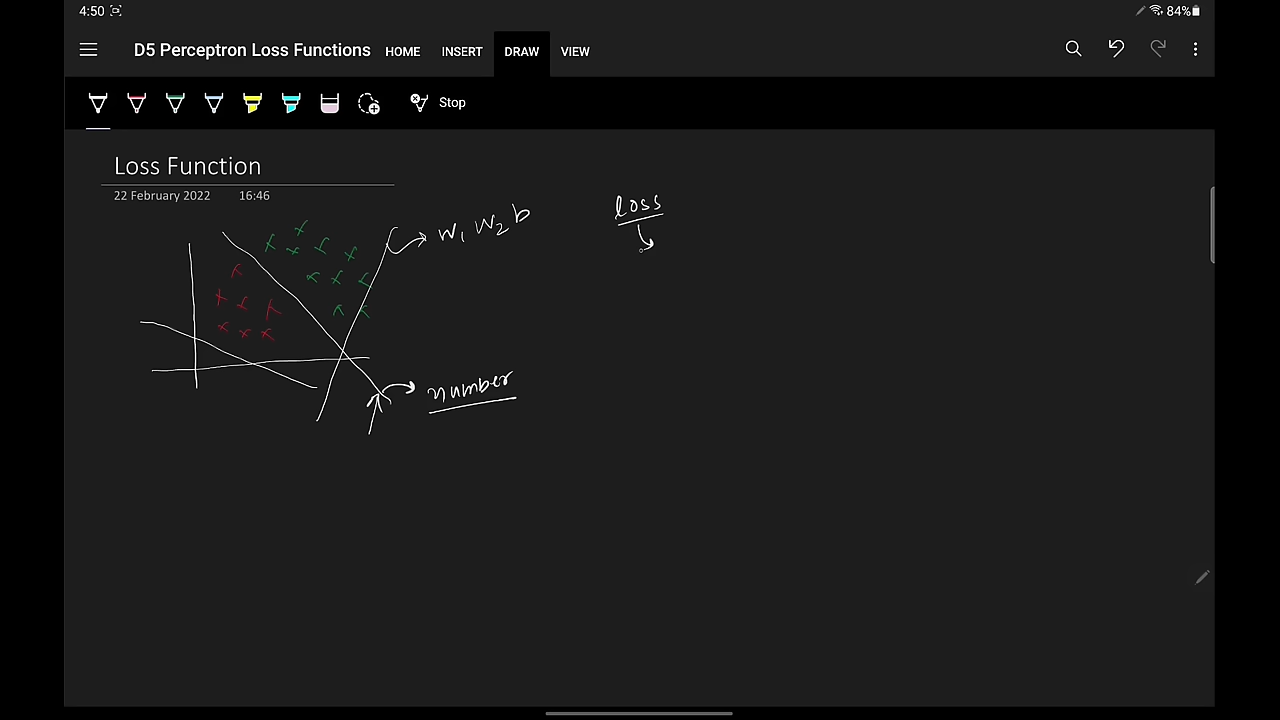 4:50 84%
D5 Perceptron Loss Functions HOME INSERT DRAW VIEW
Stop
Loss Function
22 February 2022 16:46
loss
W1 W2 b
number